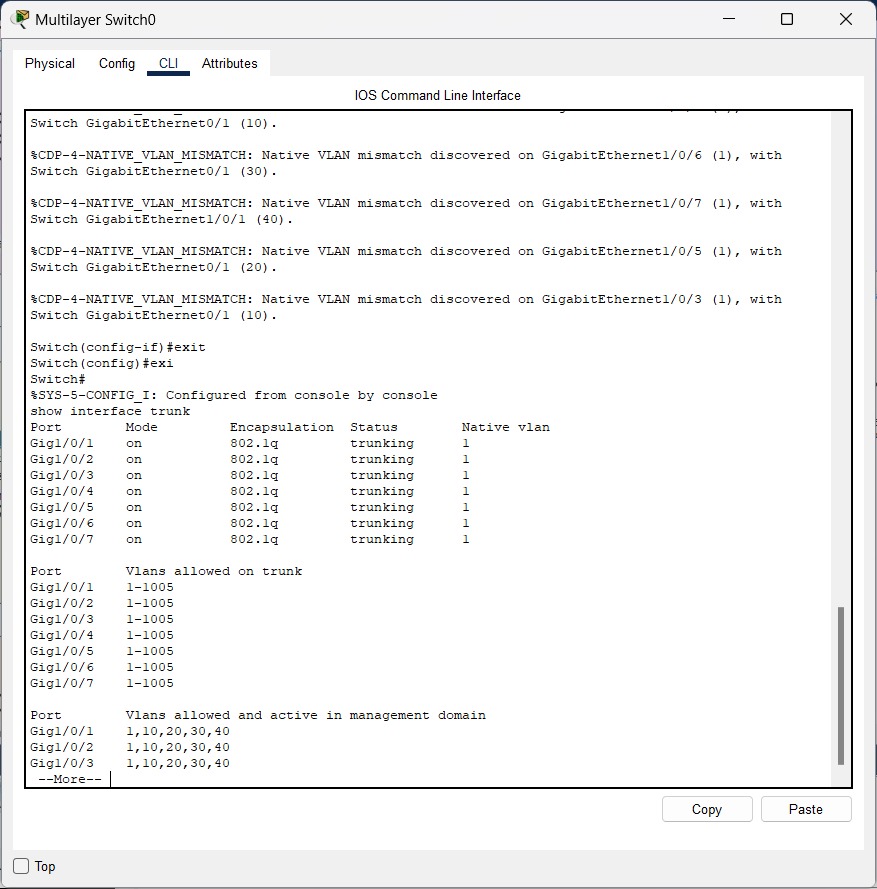 Multilayer Switch0
Physical Config CLI Attributes
IOS Command Line Interface
Switch GigabitEthernet0/1 (10).
%CDP-4-NATIVE_VLAN_MISMATCH: Native VLAN mismatch discovered on GigabitEthernet1/0/6 (1), with
Switch GigabitEthernet0/1 (30).
%CDP-4-NATIVE_VLAN_MISMATCH: Native VLAN mismatch discovered on GigabitEthernet1/0/7 (1), with
Switch GigabitEthernet1/0/1 (40).
%CDP-4-NATIVE_VLAN_MISMATCH: Native VLAN mismatch discovered on GigabitEthernet1/0/5 (1), with
Switch GigabitEthernet0/1 (20).
%CDP-4-NATIVE_VLAN_MISMATCH: Native VLAN mismatch discovered on GigabitEthernet1/0/3 (1), with
Switch GigabitEthernet0/1 (10).
Switch(config-if)#exit
Switch(config)#exi
Switch#
%SYS-5-CONFIG_I: Configured from console by console
show interface trunk
Port Mode Encapsulation Status Native vlan
Gig1/0/1 on 802.1q trunking 1
Gig1/0/2 on 802.1q trunking 1
Gig1/0/3 on 802.1q trunking 1
Gig1/0/4 on 802.1q trunking 1
Gig1/0/5 on 802.1q trunking 1
Gig1/0/6 on 802.1q trunking 1
Gig1/0/7 on 802.1q trunking 1
Port Vlans allowed on trunk
Gig1/0/1 1-1005
Gig1/0/2 1-1005
Gig1/0/3 1-1005
Gig1/0/4 1-1005
Gig1/0/5 1-1005
Gig1/0/6 1-1005
Gig1/0/7 1-1005
Port Vlans allowed and active in management domain
Gig1/0/1 1,10,20,30,40
Gig1/0/2 1,10,20,30,40
Gig1/0/3 1,10,20,30,40
--More--
Copy Paste
Top